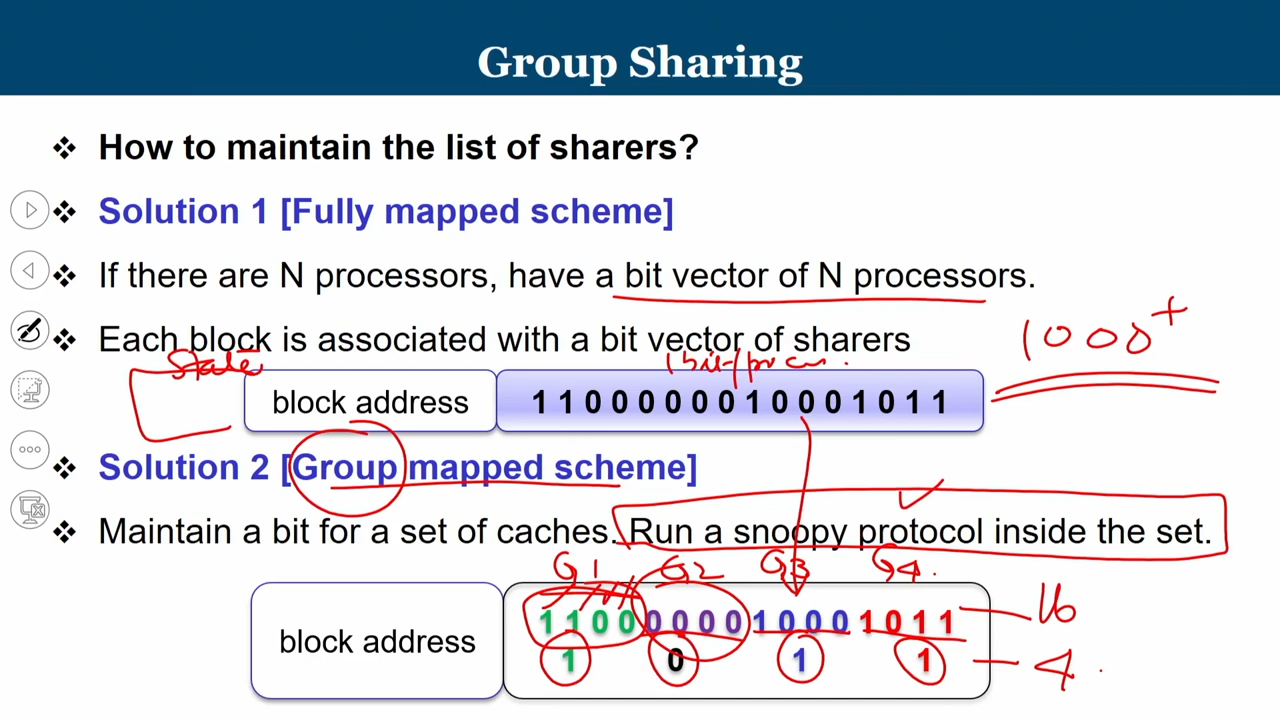 Group Sharing
❖ How to maintain the list of sharers?
❖ Solution 1 [Fully mapped scheme]
❖ If there are N processors, have a bit vector of N processors.
❖ Each block is associated with a bit vector of sharers
1000+
State 1bit/
block address 1 1 0 0 0 0 0 0 1 0 0 0 1 0 1 1
❖ Solution 2 [Group mapped scheme]
❖ Maintain a bit for a set of caches. Run a snoopy protocol inside the set.
G1 G2 G3 G4
block address 1 1 0 0 0 0 0 0 1 0 0 0 1 0 1 1 16
1 0 1 1 4